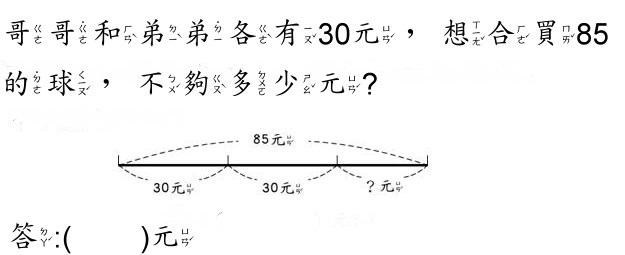 哥哥和弟弟各有30元， 想合買85
的球， 不夠多少元?
85元
30元 30元 ?元
答:( )元